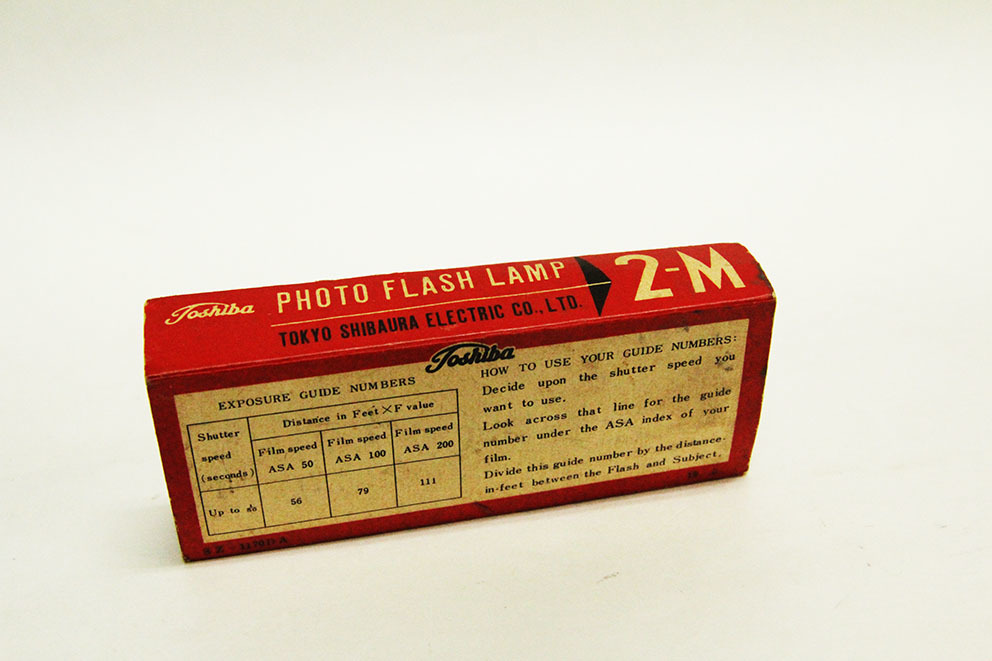 Toshiba
PHOTO FLASH LAMP
TOKYO SHIBAURA ELECTRIC CO., LTD.
2-M
Toshiba
EXPOSURE GUIDE NUMBERS
Shutter
speed
(seconds)
Distance in Feet × F value
Film speed
ASA 50
Film speed
ASA 100
Film speed
ASA 200
Up to
56
79
111
HOW TO USE YOUR GUIDE NUMBERS:
Decide upon the shutter speed you
want to use.
Look across that line for the guide
number under the ASA index of your
film.
Divide this guide number by the distance-
in-feet between the Flash and Subject.